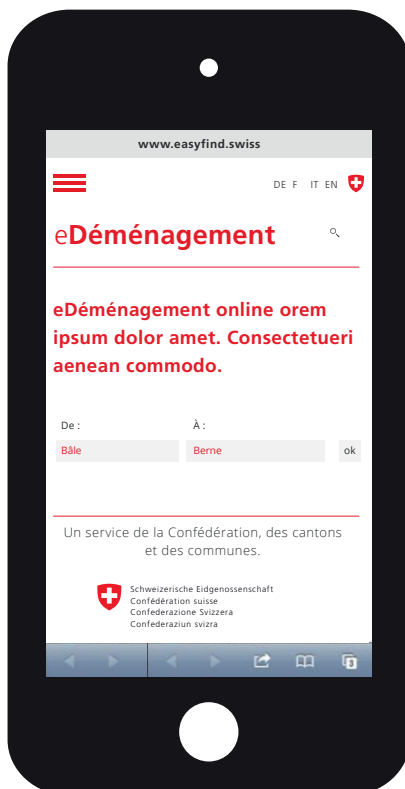 www.easyfind.swiss
DE F IT EN
eDéménagement
eDéménagement online orem
ipsum dolor amet. Consectetueri
aenean commodo.
De : À :
Bâle Berne ok
Un service de la Confédération, des cantons
et des communes.
Schweizerische Eidgenossenschaft
Confédération suisse
Confederazione Svizzera
Confederaziun svizra
3